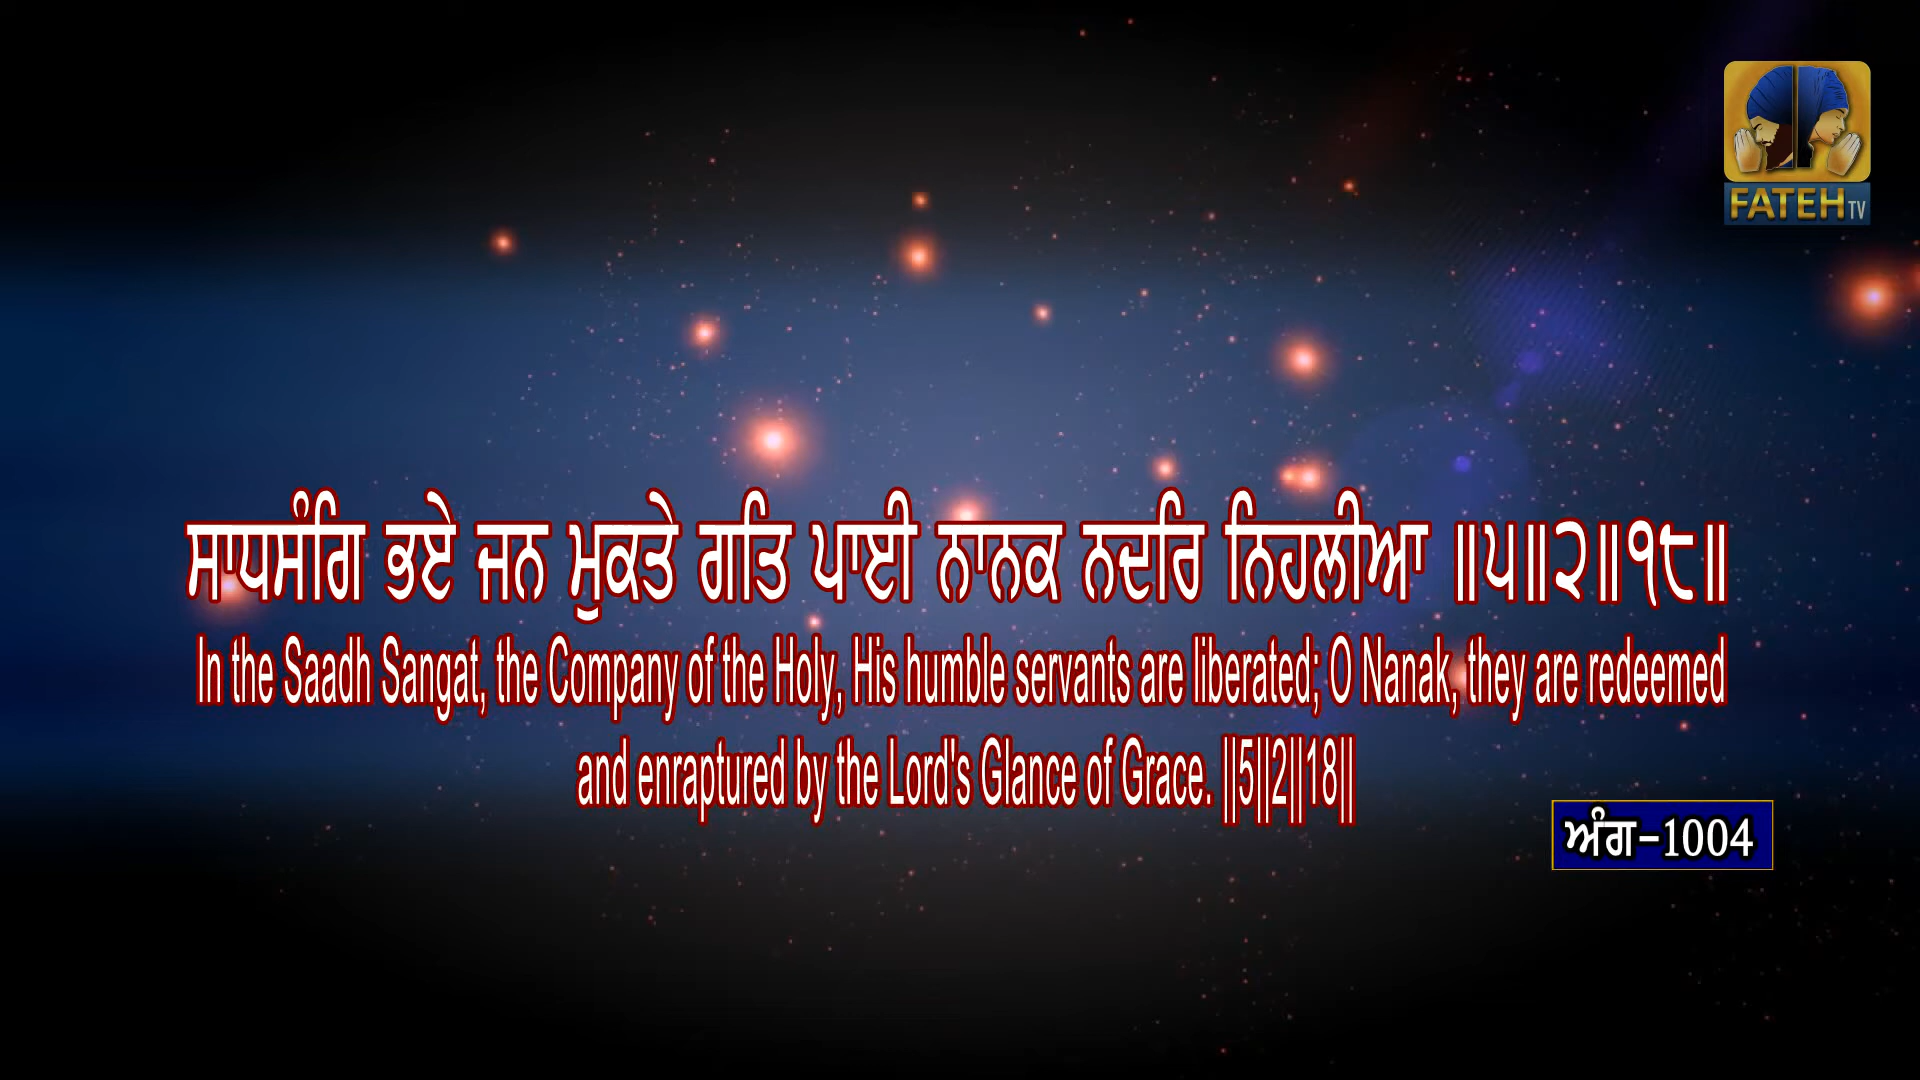 FATEH TV
ਸਾਧਸੰਗਿ ਭਏ ਜਨ ਮੁਕਤੇ ਗਤਿ ਪਾਈ ਨਾਨਕ ਨਦਰਿ ਨਿਹਲੀਆ ॥੫॥੨॥੧੮॥
In the Saadh Sangat, the Company of the Holy, His humble servants are liberated; O Nanak, they are redeemed
and enraptured by the Lord's Glance of Grace. ||5||2||18||
ਅੰਗ-1004